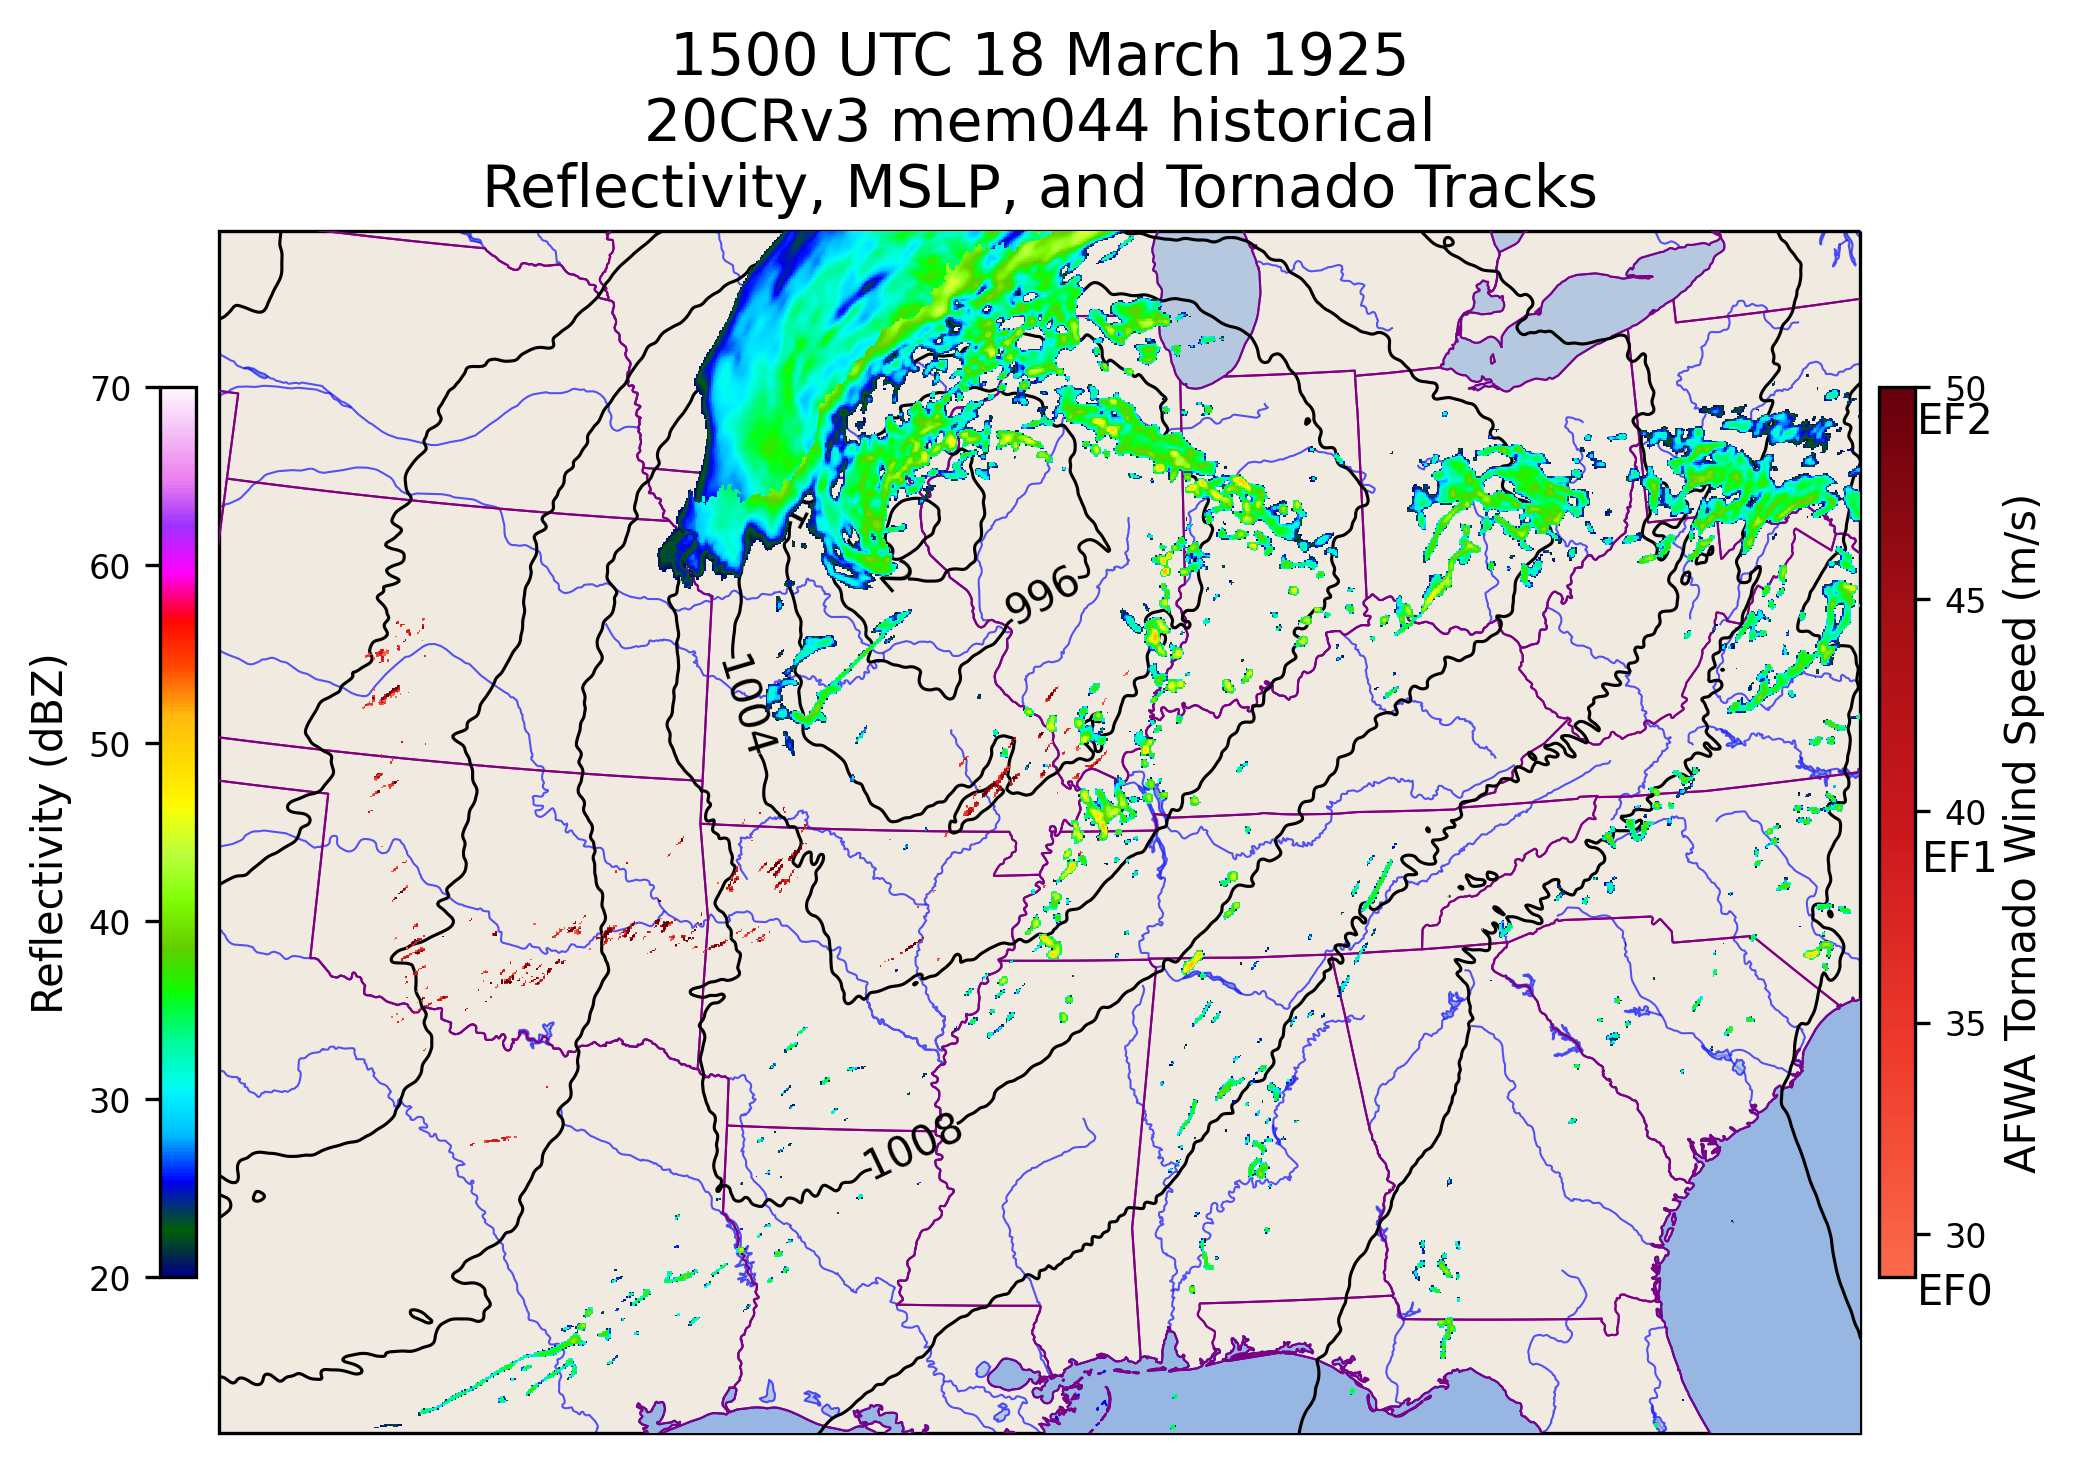 1500 UTC 18 March 1925
20CRv3 mem044 historical
Reflectivity, MSLP, and Tornado Tracks
70
60
50
40
30
20
Reflectivity (dBZ)
996
1004
1008
50
EF2
45
40
EF1
35
30
EF0
AFWA Tornado Wind Speed (m/s)